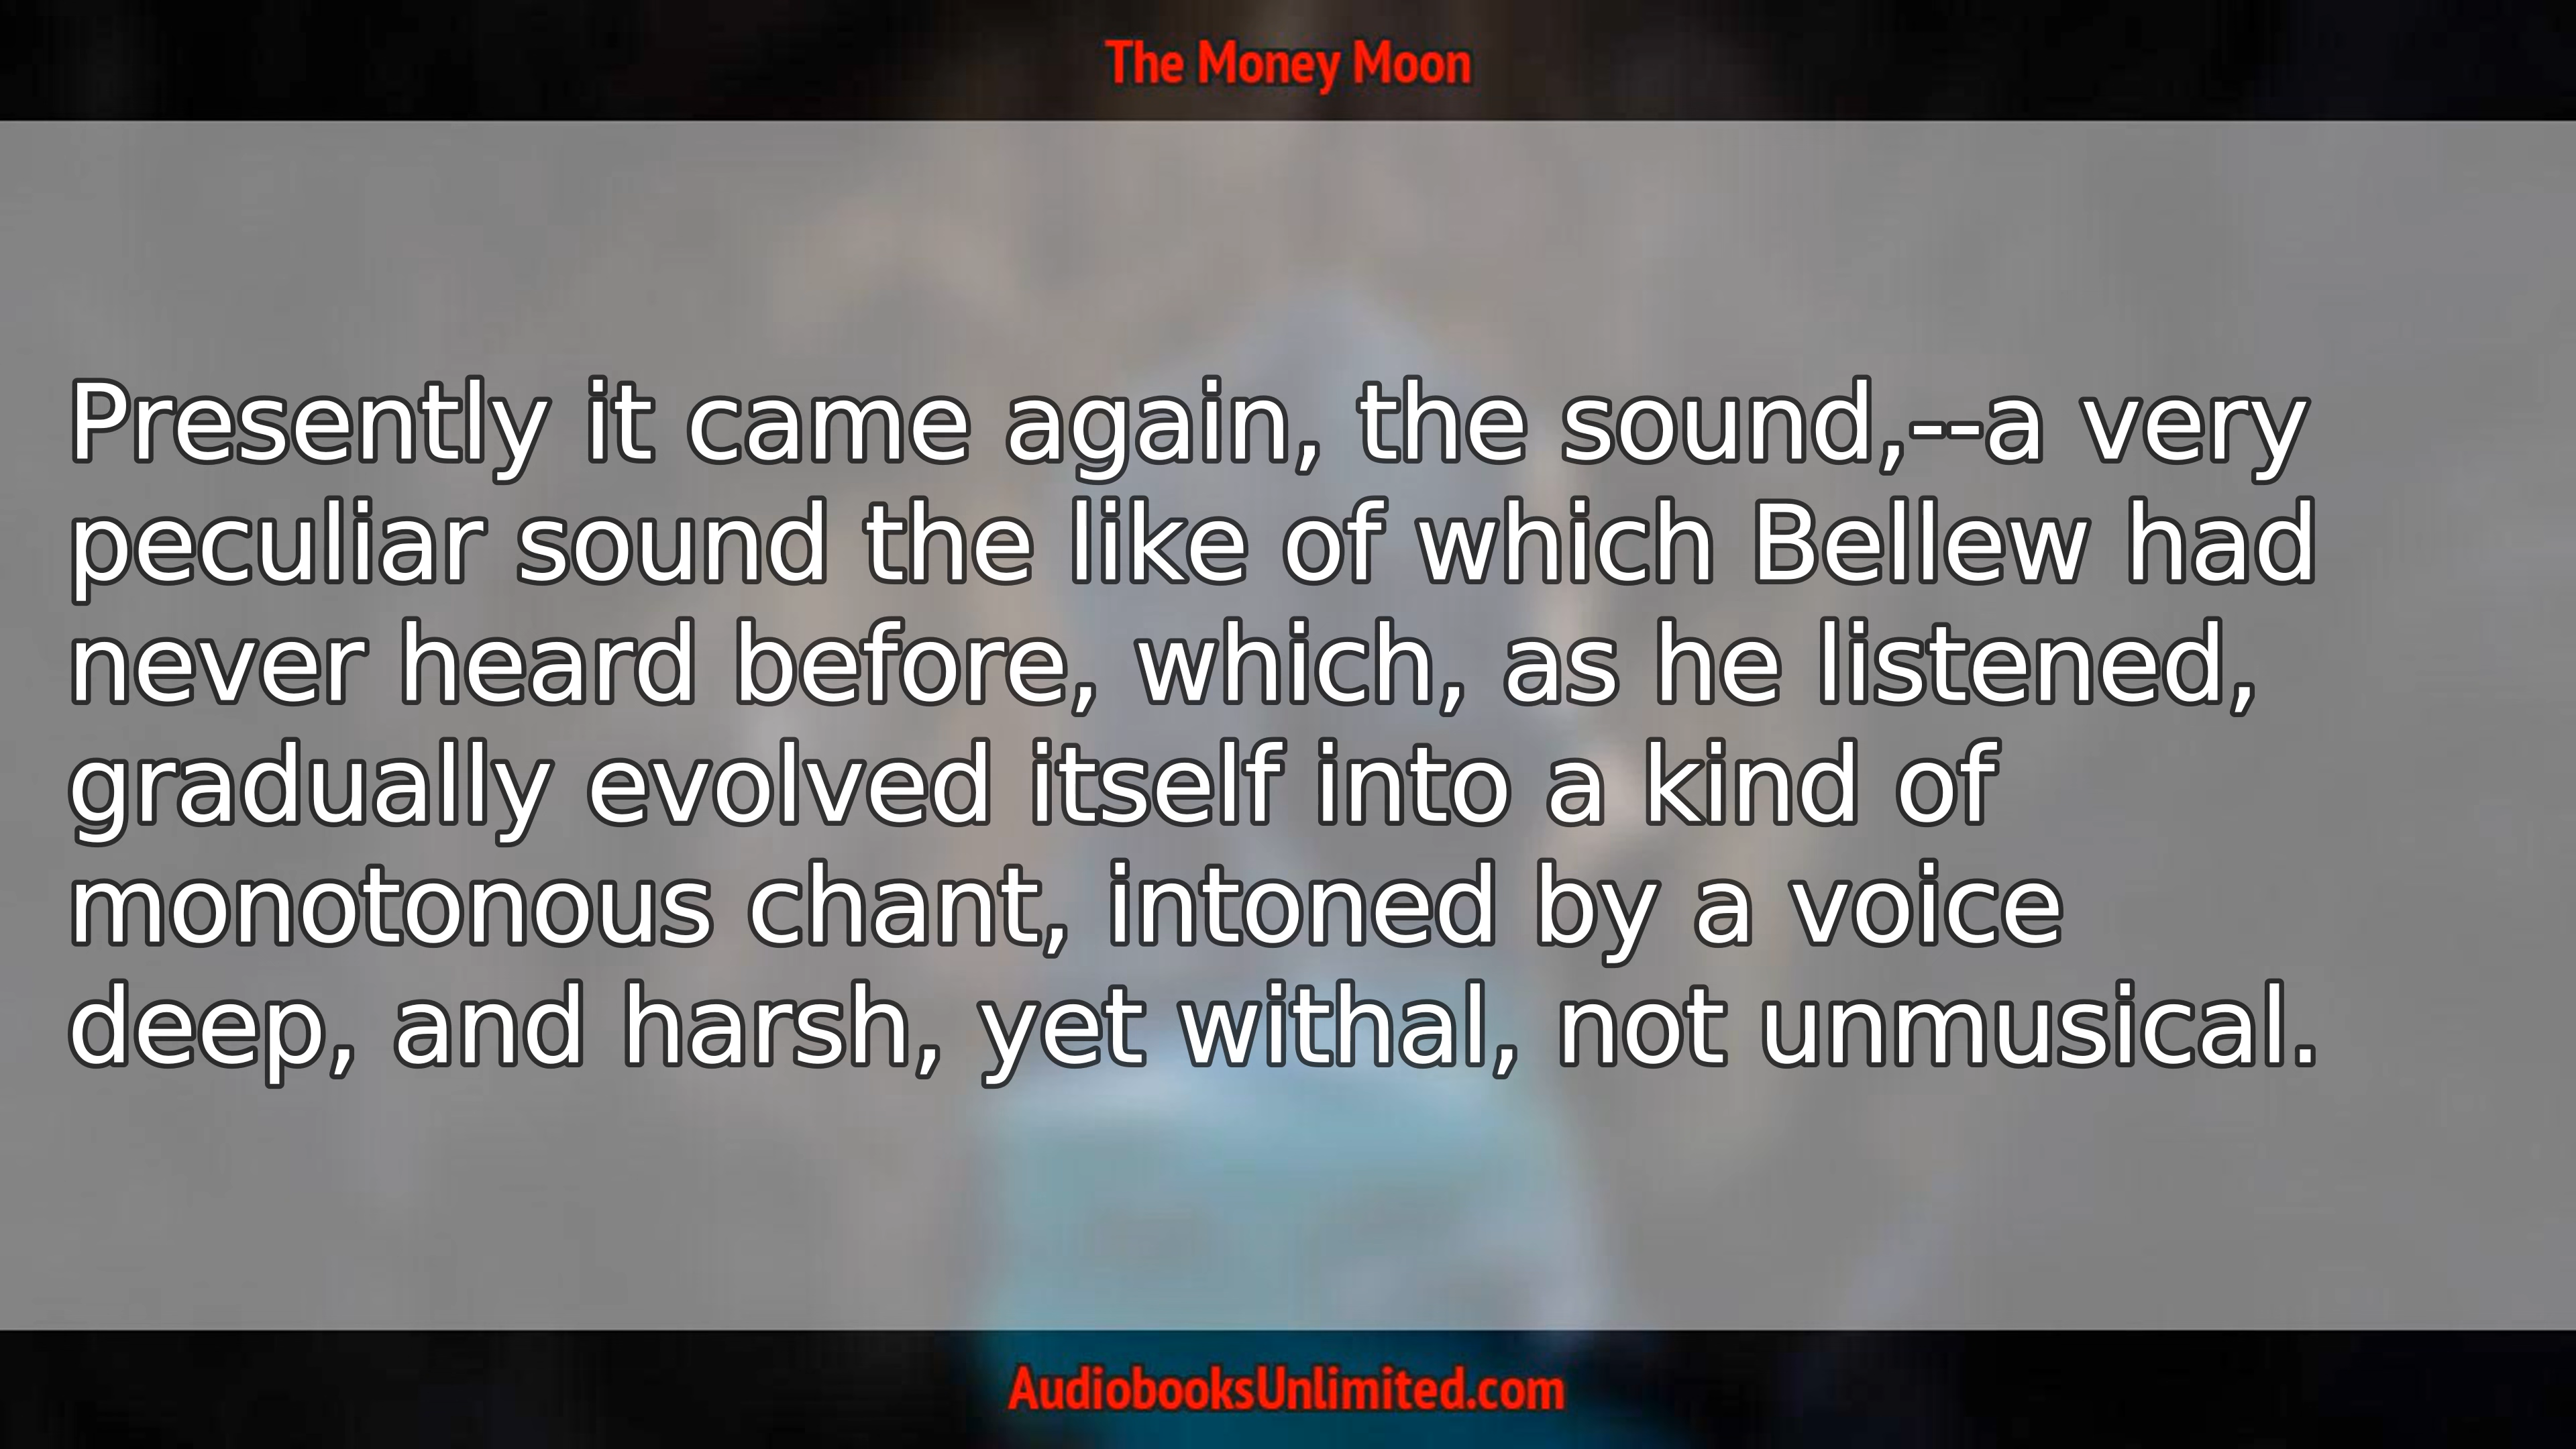 The Money Moon
Presently it came again, the sound,--a very
peculiar sound the like of which Bellew had
never heard before, which, as he listened,
gradually evolved itself into a kind of
monotonous chant, intoned by a voice
deep, and harsh, yet withal, not unmusical.
AudiobooksUnlimited.com